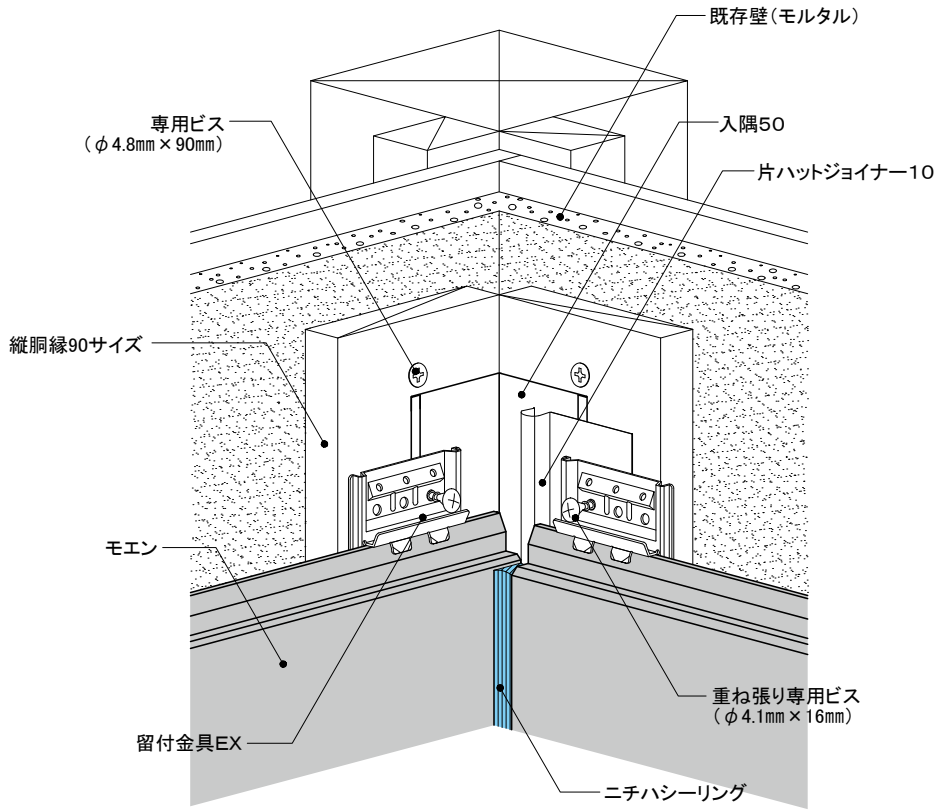 既存壁(モルタル)
専用ビス
(φ4.8mm×90mm)
入隅50
片ハットジョイナー10
縦胴縁90サイズ
モエン
重ね張り専用ビス
(φ4.1mm×16mm)
留付金具EX
ニチハシーリング